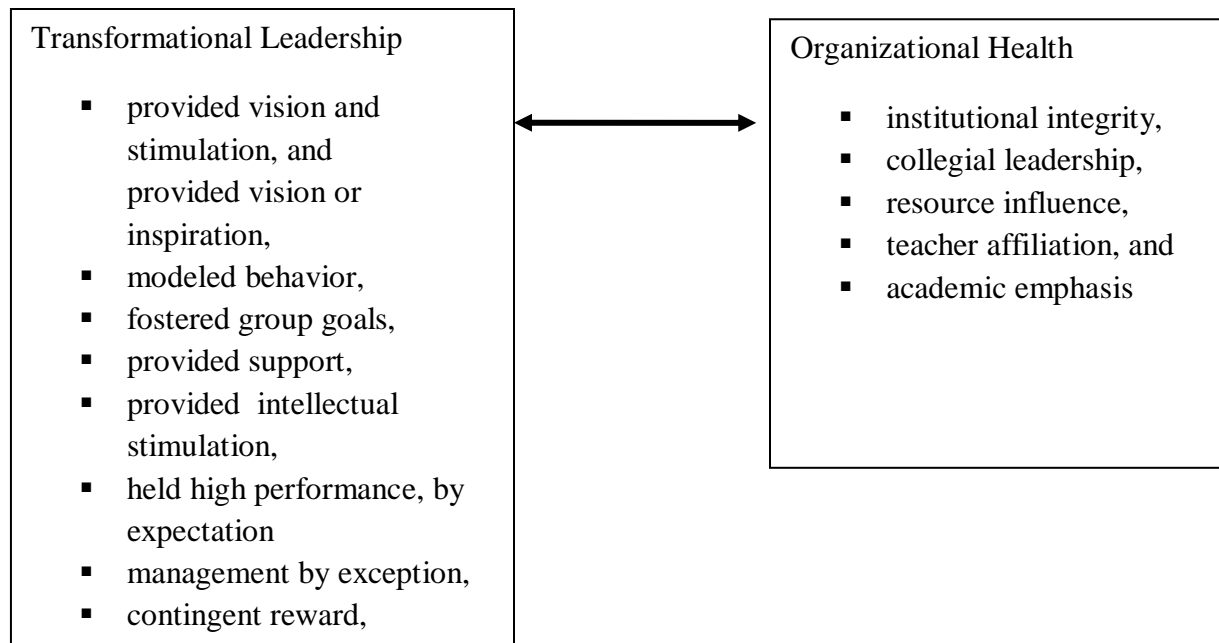 Transformational Leadership
▪ provided vision and
stimulation, and
provided vision or
inspiration,
▪ modeled behavior,
▪ fostered group goals,
▪ provided support,
▪ provided  intellectual
stimulation,
▪ held high performance, by
expectation
▪ management by exception,
▪ contingent reward,
Organizational Health
▪ institutional integrity,
▪ collegial leadership,
▪ resource influence,
▪ teacher affiliation, and
▪ academic emphasis